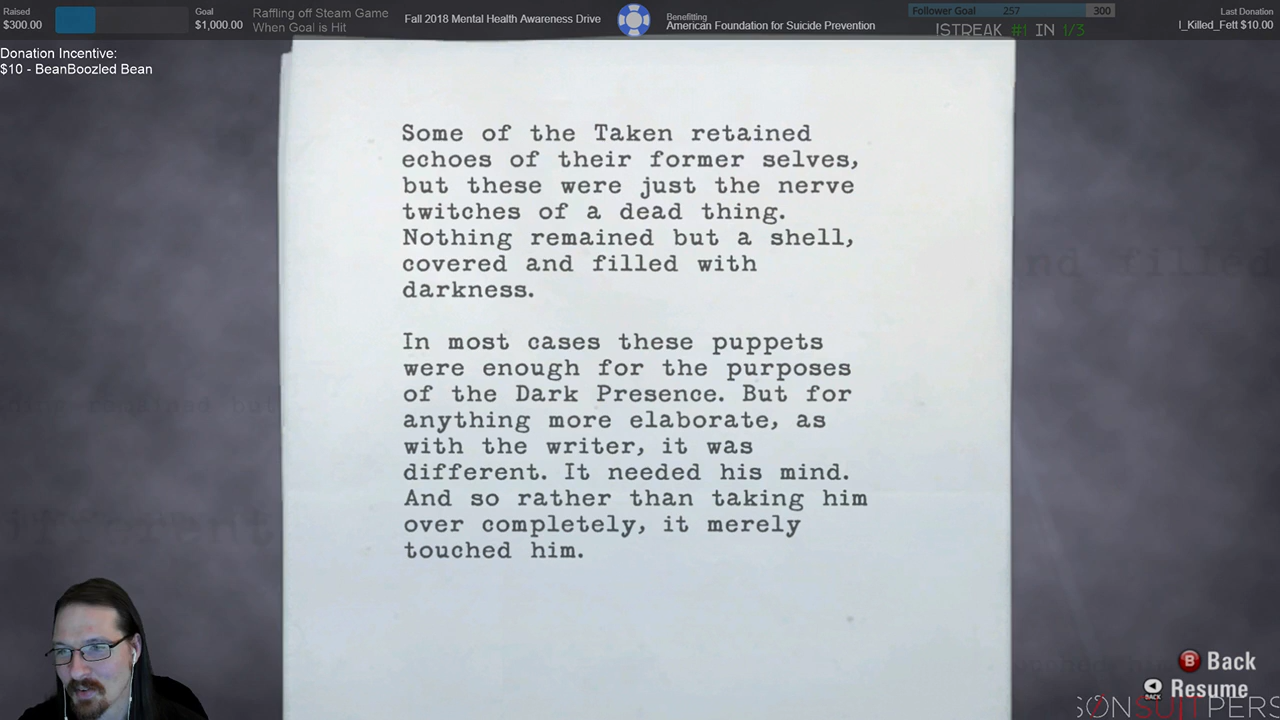 Raised
$300.00
Goal
$1,000
Raffling off Steam Game
When Goal is Hit
Fall 2018 Mental Health Awareness Drive
Benefitting
American Foundation for Suicide Prevention
Follower Goal 257 300
!STREAK #1 IN 1/3
Last Donation
I_Killed_Fett $10.00
Donation Incentive:
$10 - BeanBoozled Bean
Some of the Taken retained
echoes of their former selves,
but these were just the nerve
twitches of a dead thing.
Nothing remained but a shell,
covered and filled with
darkness.
In most cases these puppets
were enough for the purposes
of the Dark Presence. But for
anything more elaborate, as
with the writer, it was
different. It needed his mind.
And so rather than taking him
over completely, it merely
touched him.
B Back
BACK Resume